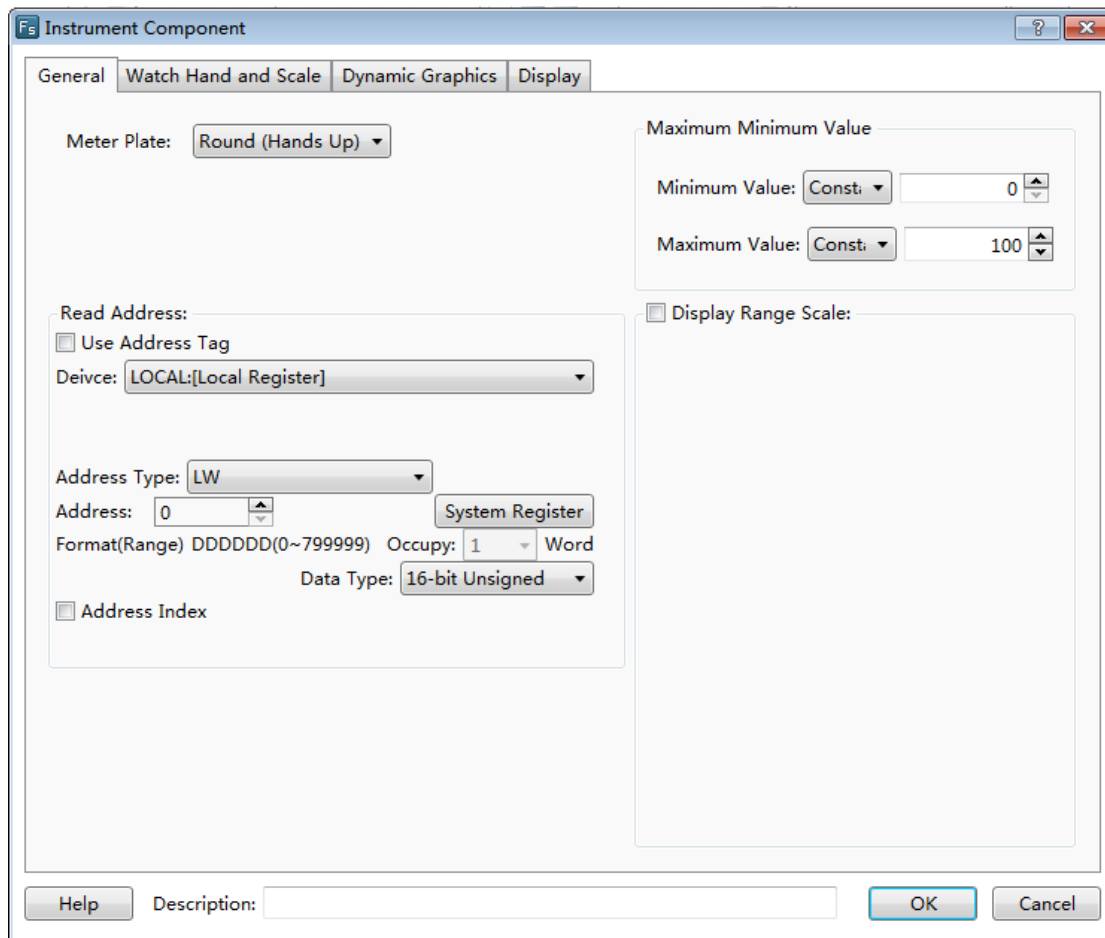 Fs Instrument Component
General Watch Hand and Scale Dynamic Graphics Display
Meter Plate: Round (Hands Up)
Maximum Minimum Value
Minimum Value: Consta 0
Maximum Value: Consta 100
Read Address:
Use Address Tag
Deivce: LOCAL:[Local Register]
Address Type: LW
Address: 0 System Register
Format(Range) DDDDDD(0~799999) Occupy: 1 Word
Data Type: 16-bit Unsigned
Address Index
Display Range Scale:
Help Description: OK Cancel